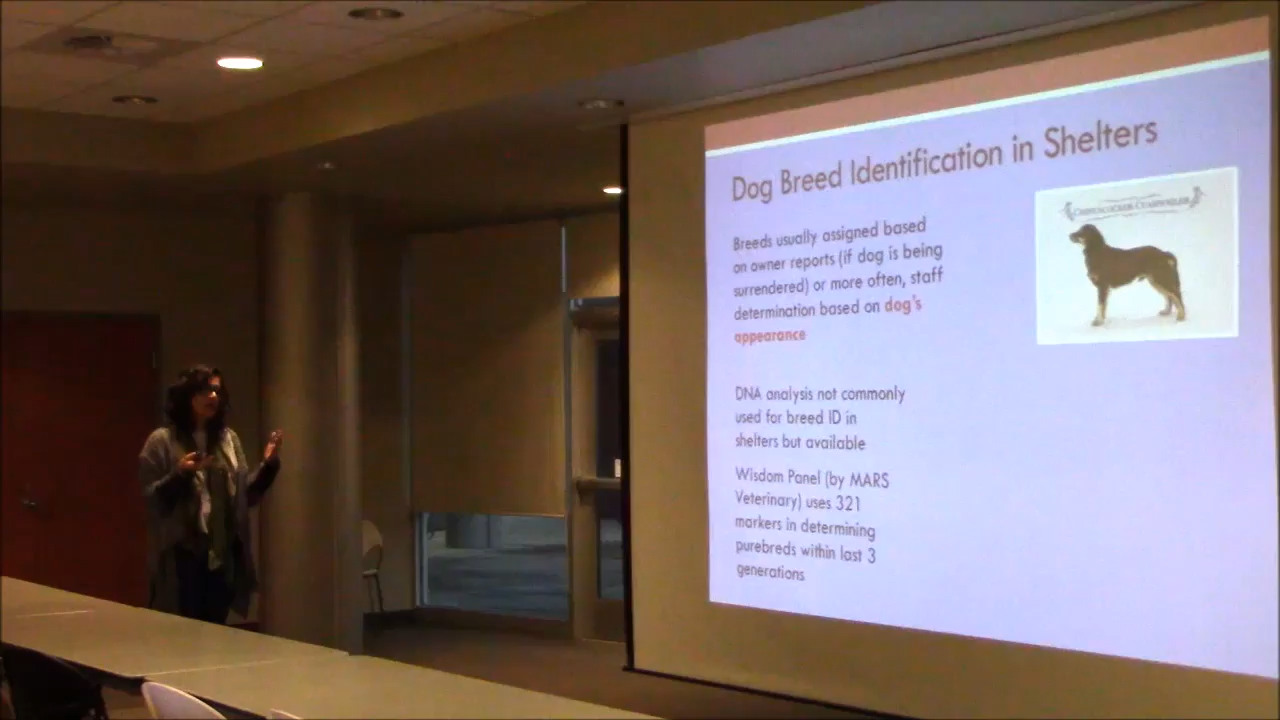 Dog Breed Identification in Shelters
Breeds usually assigned based
on owner reports (if dog is being
surrendered) or more often, staff
determination based on dog's
appearance
DNA analysis not commonly
used for breed ID in
shelters but available
Wisdom Panel (by MARS
Veterinary) uses 321
markers in determining
purebreds within last 3
generations